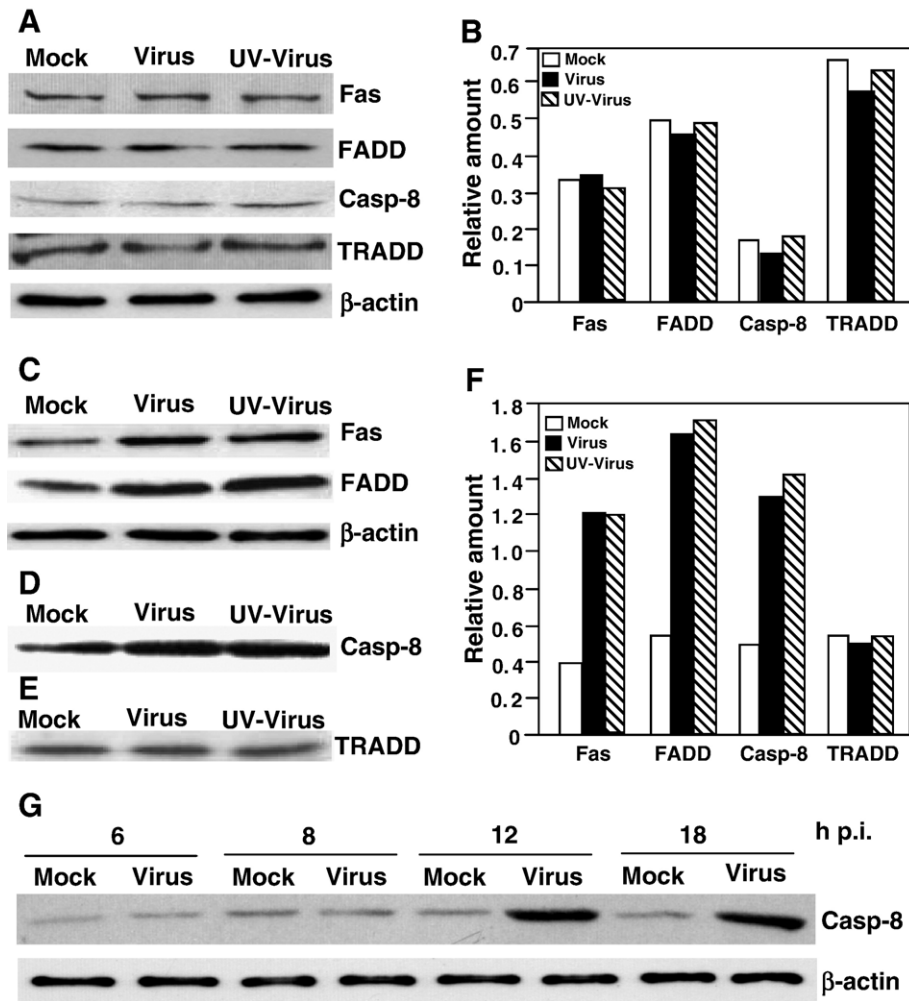 A
Mock Virus UV-Virus
Fas
FADD
Casp-8
TRADD
β-actin
B
Relative amount
0.7
0.6
0.5
0.4
0.3
0.2
0.1
0
Mock
Virus
UV-Virus
Fas FADD Casp-8 TRADD
C
Mock Virus UV-Virus
Fas
FADD
β-actin
D
Mock Virus UV-Virus
Casp-8
E
Mock Virus UV-Virus
TRADD
F
Relative amount
1.8
1.6
1.4
1.2
1.0
0.8
0.6
0.4
0.2
0
Mock
Virus
UV-Virus
Fas FADD Casp-8 TRADD
G
6 8 12 18 h p.i.
Mock Virus Mock Virus Mock Virus Mock Virus
Casp-8
β-actin